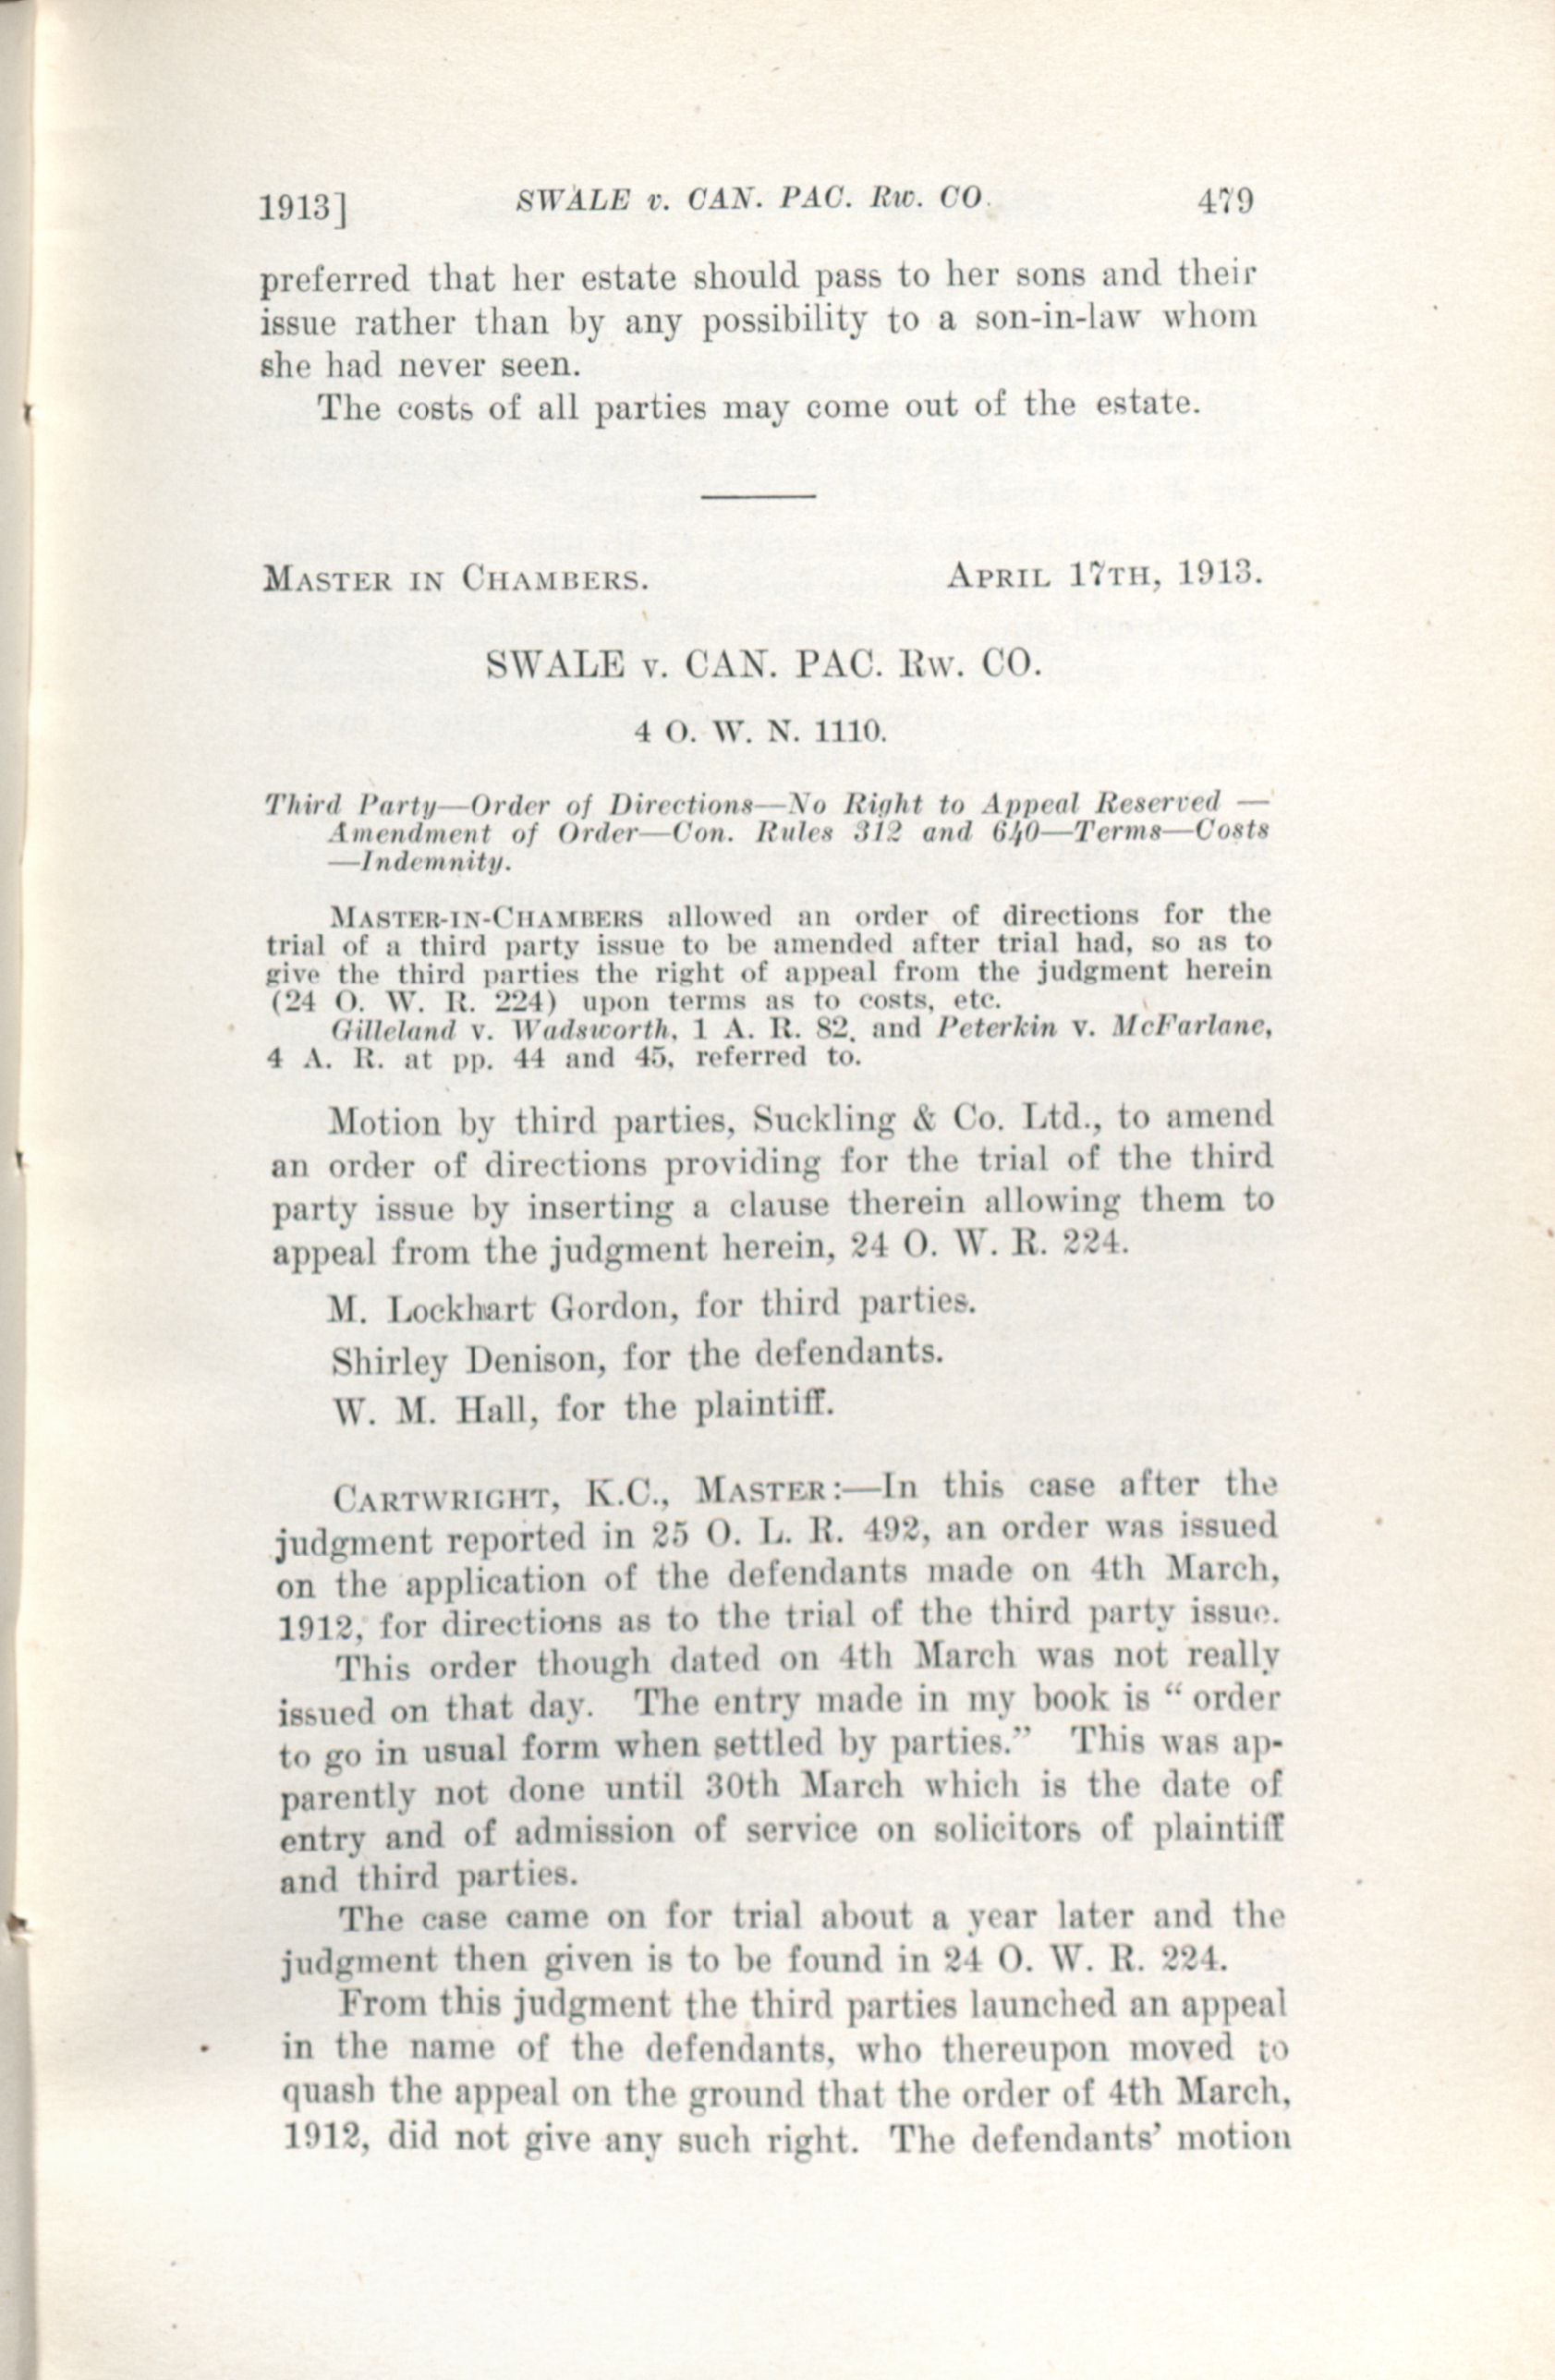 1913]	SWALE v. CAN. PAC. Rw. CO.	479
preferred that her estate should pass to her sons and their
issue rather than by any possibility to a son-in-law whom
she had never seen.
The costs of all parties may come out of the estate.
MASTER IN CHAMBERS.	APRIL 17TH, 1913.
SWALE v. CAN. PAC. RW. CO.
4 O. W. N. 1110.
Third Party—Order of Directions—No Right to Appeal Reserved —
Amendment of Order—Con. Rules 312 and 640—Terms—Costs
—Indemnity.
MASTER-IN-CHAMBERS allowed an order of directions for the
trial of a third party issue to be amended after trial had, so as to
give the third parties the right of appeal from the judgment herein
(24 O. W. R. 224) upon terms as to costs, etc.
Gilleland v. Wadsworth, 1 A. R. 82, and Peterkin v. McFarlane,
4 A. R. at pp. 44 and 45, referred to.
Motion by third parties, Suckling & Co. Ltd., to amend
an order of directions providing for the trial of the third
party issue by inserting a clause therein allowing them to
appeal from the judgment herein, 24 O. W. R. 224.
M. Lockhart Gordon, for third parties.
Shirley Denison, for the defendants.
W. M. Hall, for the plaintiff.
CARTWRIGHT, K.C., MASTER:—In this case after the
judgment reported in 25 O. L. R. 492, an order was issued
on the application of the defendants made on 4th March,
1912, for directions as to the trial of the third party issue.
This order though dated on 4th March was not really
issued on that day. The entry made in my book is “ order
to go in usual form when settled by parties.” This was ap-
parently not done until 30th March which is the date of
entry and of admission of service on solicitors of plaintiff
and third parties.
The case came on for trial about a year later and the
judgment then given is to be found in 24 O. W. R. 224.
From this judgment the third parties launched an appeal
in the name of the defendants, who thereupon moved to
quash the appeal on the ground that the order of 4th March,
1912, did not give any such right. The defendants’ motion